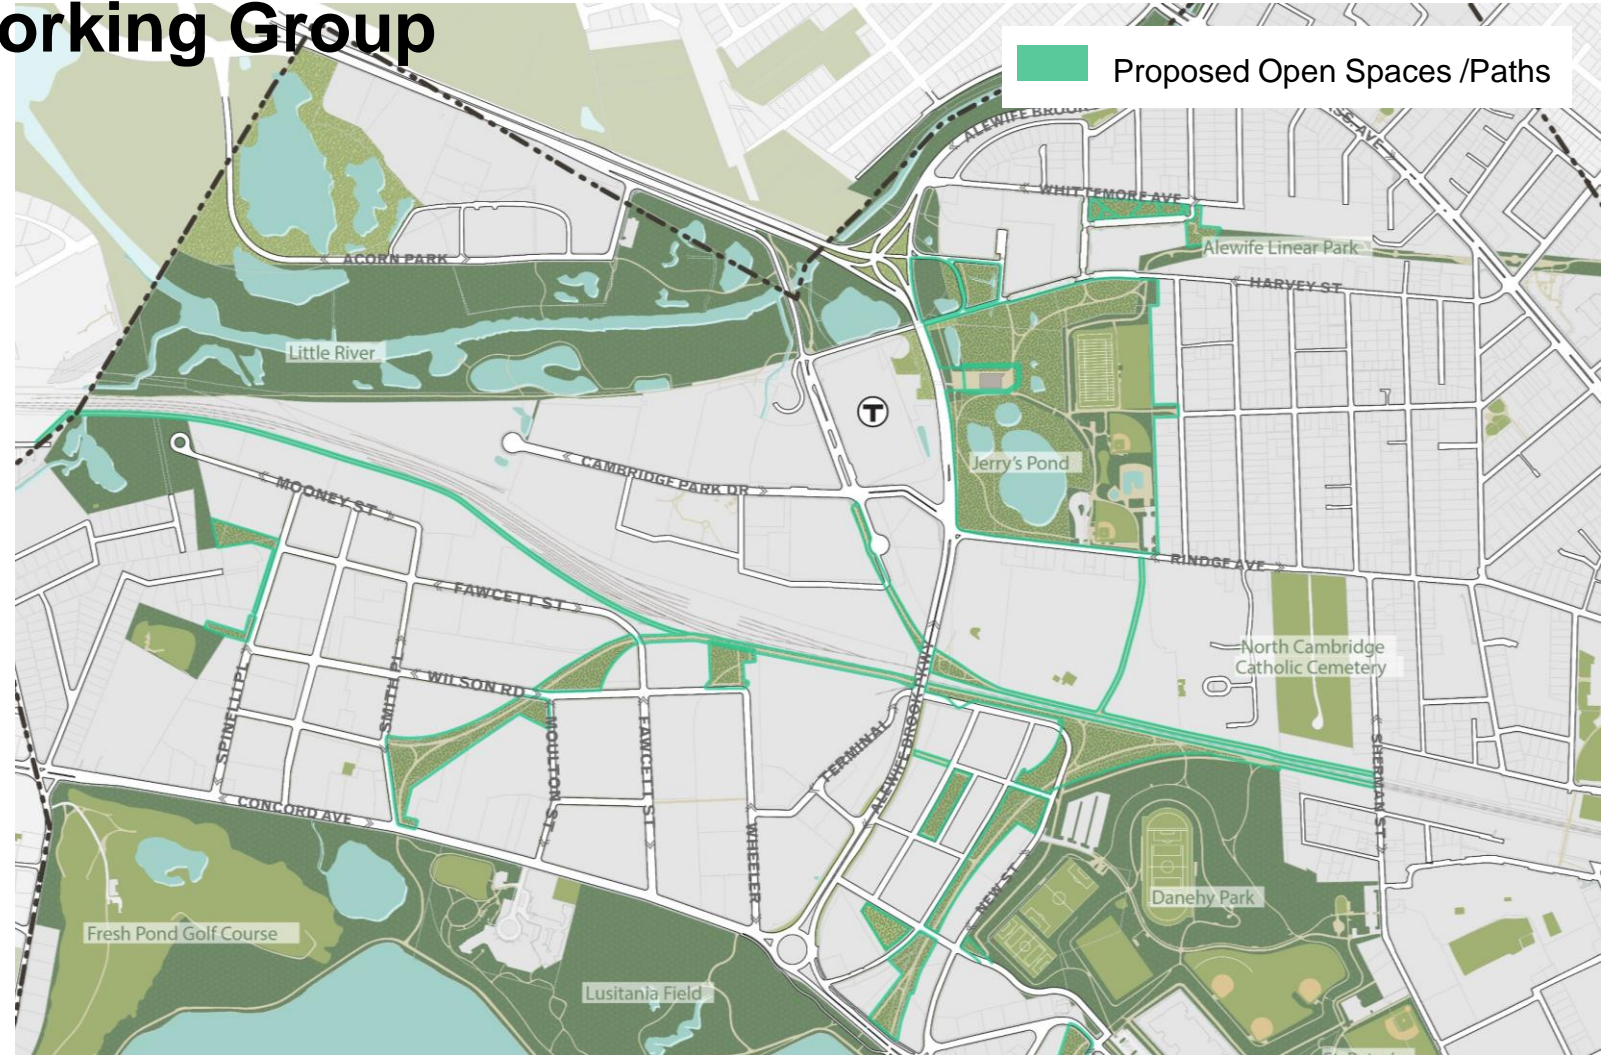 orking Group
Proposed Open Spaces /Paths
ALEWIFE BROOK
SS. AVE
WHITTEMORE AVE
Alewife Linear Park
ACORN PARK
HARVEY ST
Little River
T
CAMBRIDGE PARK DR
Jerry's Pond
MOONEY ST
RINDGE AVE
FAWCETT ST
North Cambridge
Catholic Cemetery
WILSON RD
SPINELLI PL
SMITH PL
MOULTON ST
FAWCETT ST
TERMINAL
ALEWIFE BROOK PKWY
SHERMAN ST
CONCORD AVE
WHEELER
NEW ST
Danehy Park
Fresh Pond Golf Course
Lusitania Field